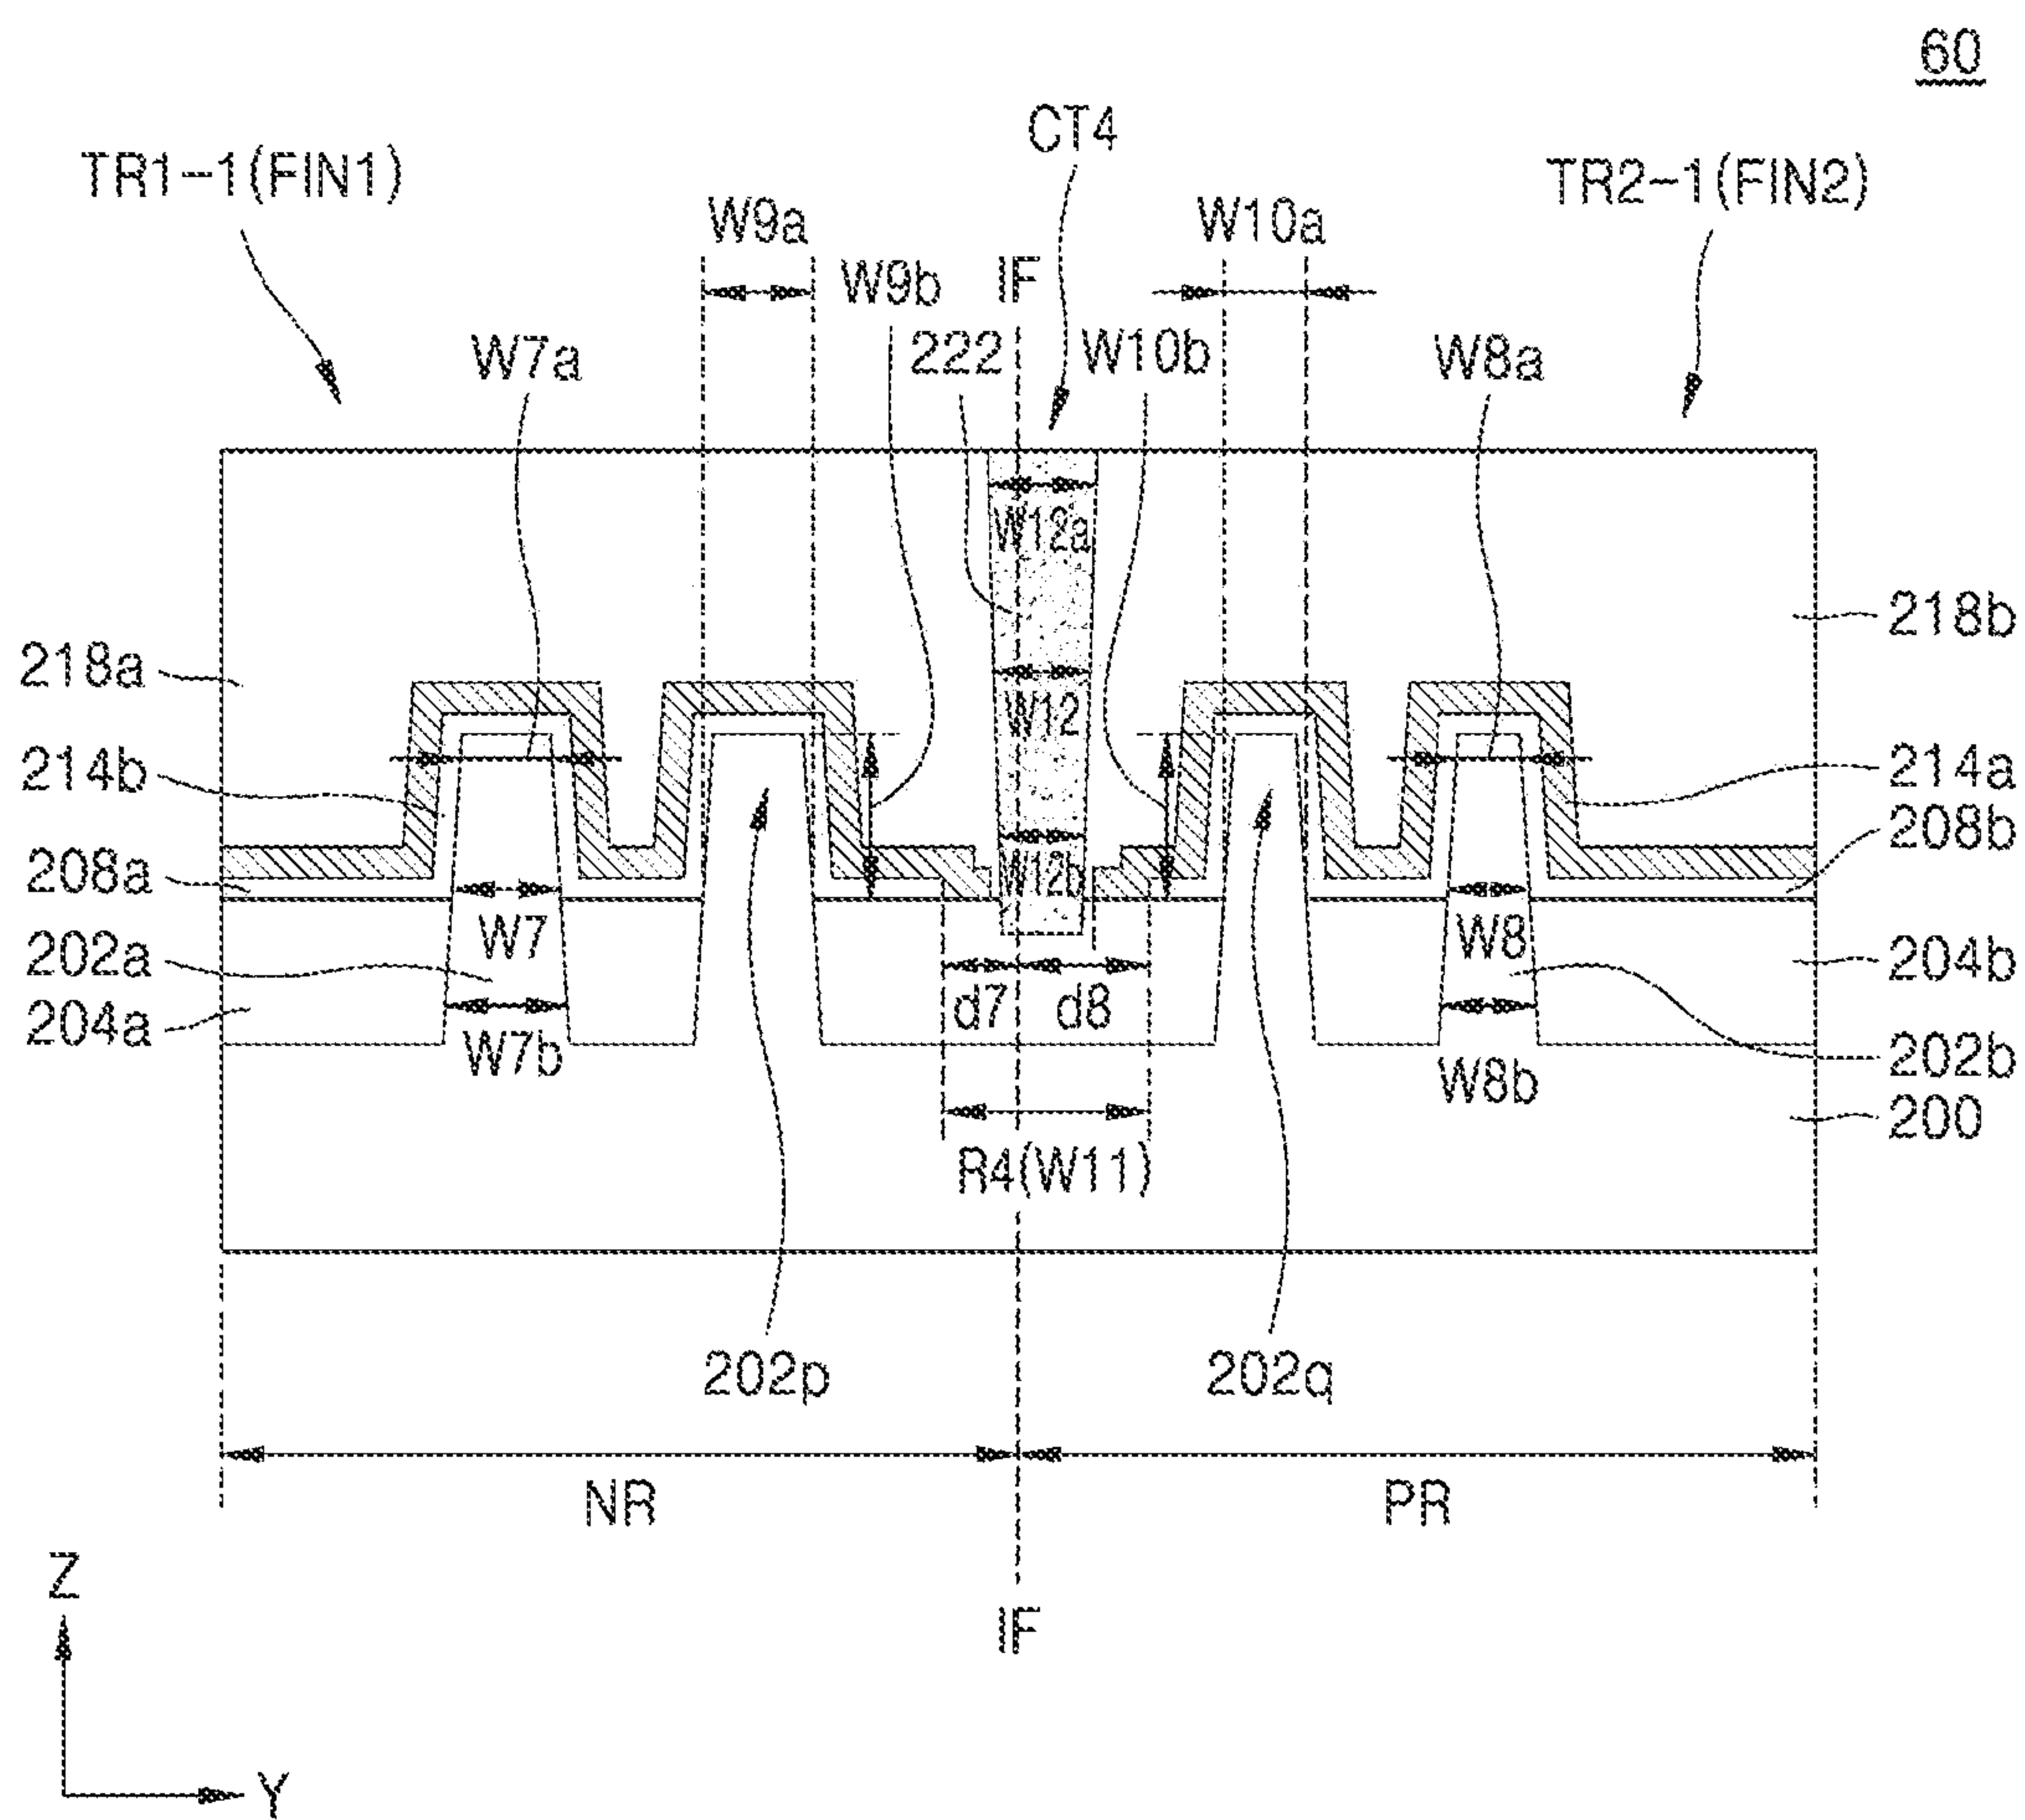 60
CT4
TR1-1(FIN1)
TR2-1(FIN2)
W9a
W10a
W9b
IF
W7a
222
W10b
W8a
W12a
218b
218a
W12
214b
214a
208b
208a
W12b
W7
W8
202a
204b
204a
d7
d8
W7b
W8b
202b
200
R4(W11)
202p
202q
NR
PR
Z
IF
Y